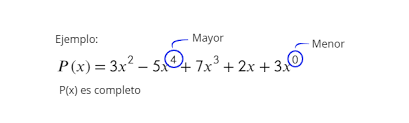 Ejemplo:
Mayor
Menor
P(x) = 3x² − 5x⁴ + 7x³ + 2x + 3x⁰
P(x) es completo